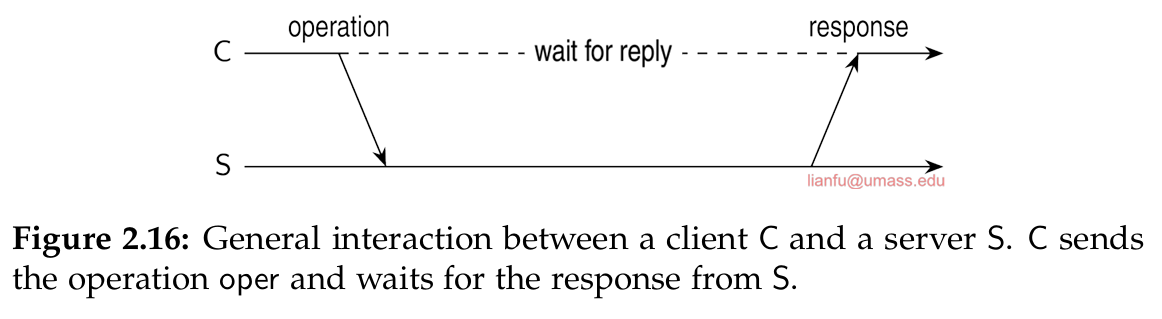 operation
response
C
wait for reply
S
lianfu@umass.edu
Figure 2.16: General interaction between a client C and a server S. C sends
the operation oper and waits for the response from S.